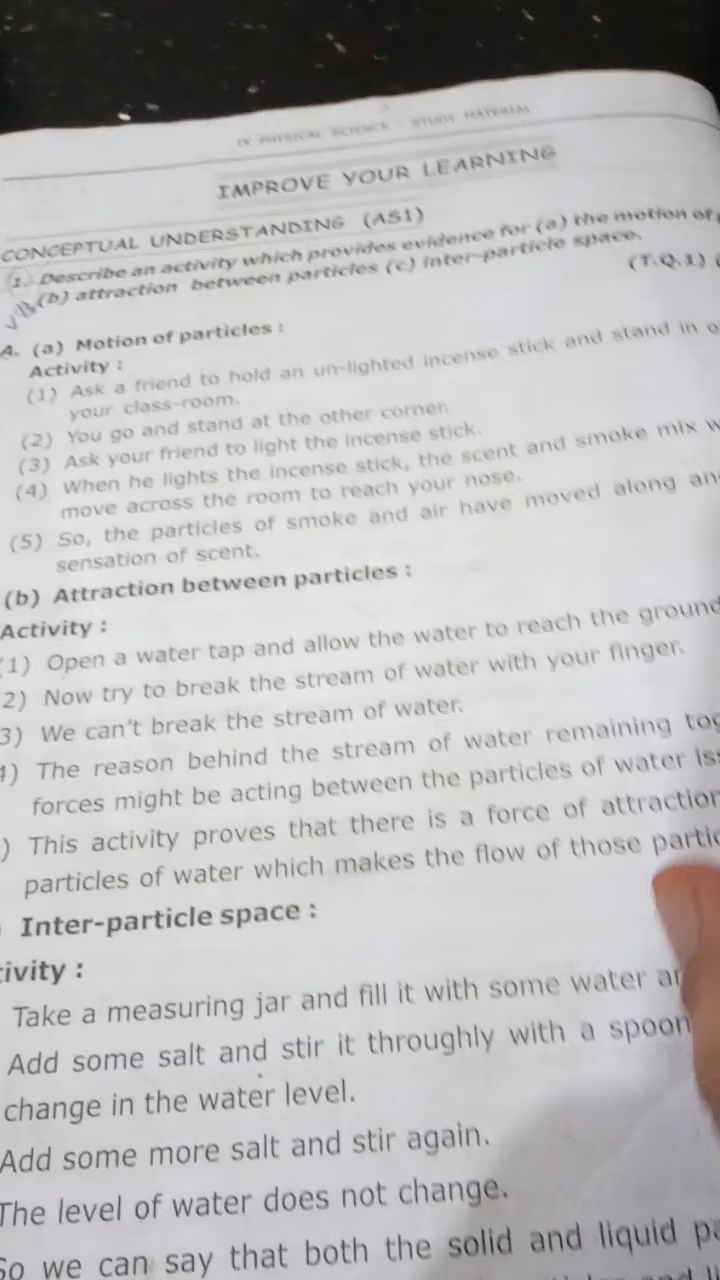 IX PHYSICAL SCIENCE - STUDY MATERIAL
IMPROVE YOUR LEARNING
CONCEPTUAL UNDERSTANDING (AS1)
1. Describe an activity which provides evidence for (a) the motion of
(b) attraction between particles (c) inter-particle space.
(T.Q.1)
A. (a) Motion of particles :
Activity :
(1) Ask a friend to hold an un-lighted incense stick and stand in
your class-room.
(2) You go and stand at the other corner.
(3) Ask your friend to light the incense stick.
(4) When he lights the incense stick, the scent and smoke mix
move across the room to reach your nose.
(5) So, the particles of smoke and air have moved along
sensation of scent.
(b) Attraction between particles :
Activity :
1) Open a water tap and allow the water to reach the ground
2) Now try to break the stream of water with your finger.
3) We can't break the stream of water.
) The reason behind the stream of water remaining
forces might be acting between the particles of water
) This activity proves that there is a force of attraction
particles of water which makes the flow of those
Inter-particle space :
tivity :
Take a measuring jar and fill it with some water
Add some salt and stir it throughly with a spoon
change in the water level.
Add some more salt and stir again.
The level of water does not change.
So we can say that both the solid and liquid